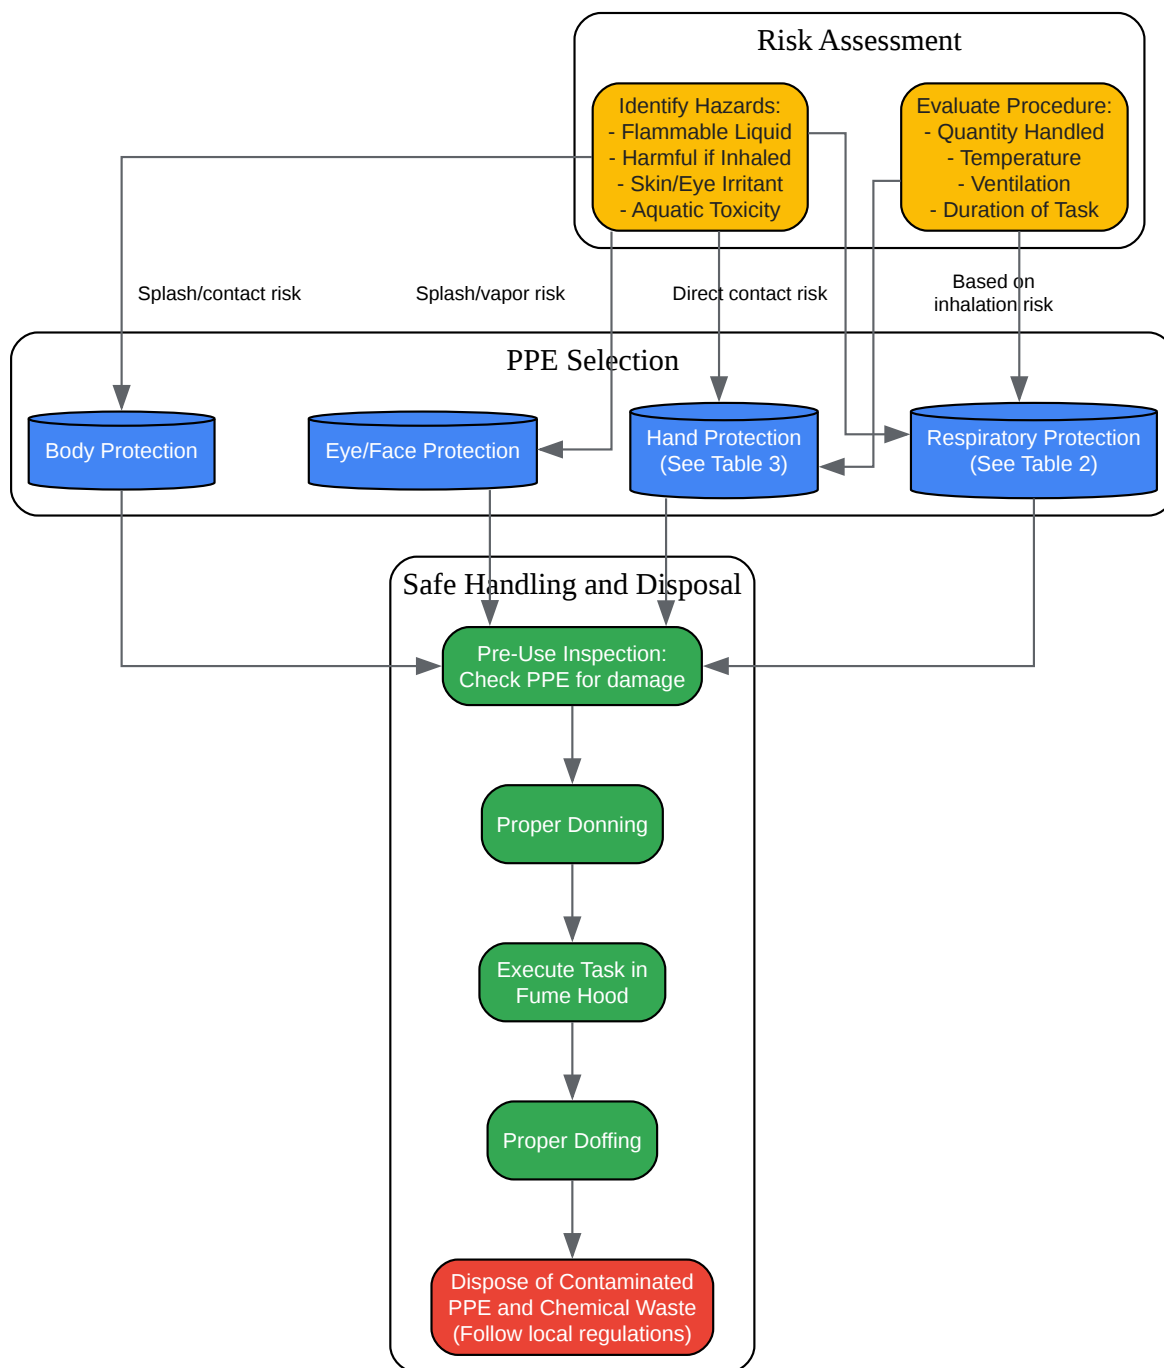 Risk Assessment
Identify Hazards:
- Flammable Liquid
- Harmful if Inhaled
- Skin/Eye Irritant
- Aquatic Toxicity
Evaluate Procedure:
- Quantity Handled
- Temperature
- Ventilation
- Duration of Task
Splash/contact risk
Splash/vapor risk
Direct contact risk
Based on
inhalation risk
PPE Selection
Body Protection
Eye/Face Protection
Hand Protection
(See Table 3)
Respiratory Protection
(See Table 2)
Safe Handling and Disposal
Pre-Use Inspection:
Check PPE for damage
Proper Donning
Execute Task in
Fume Hood
Proper Doffing
Dispose of Contaminated
PPE and Chemical Waste
(Follow local regulations)